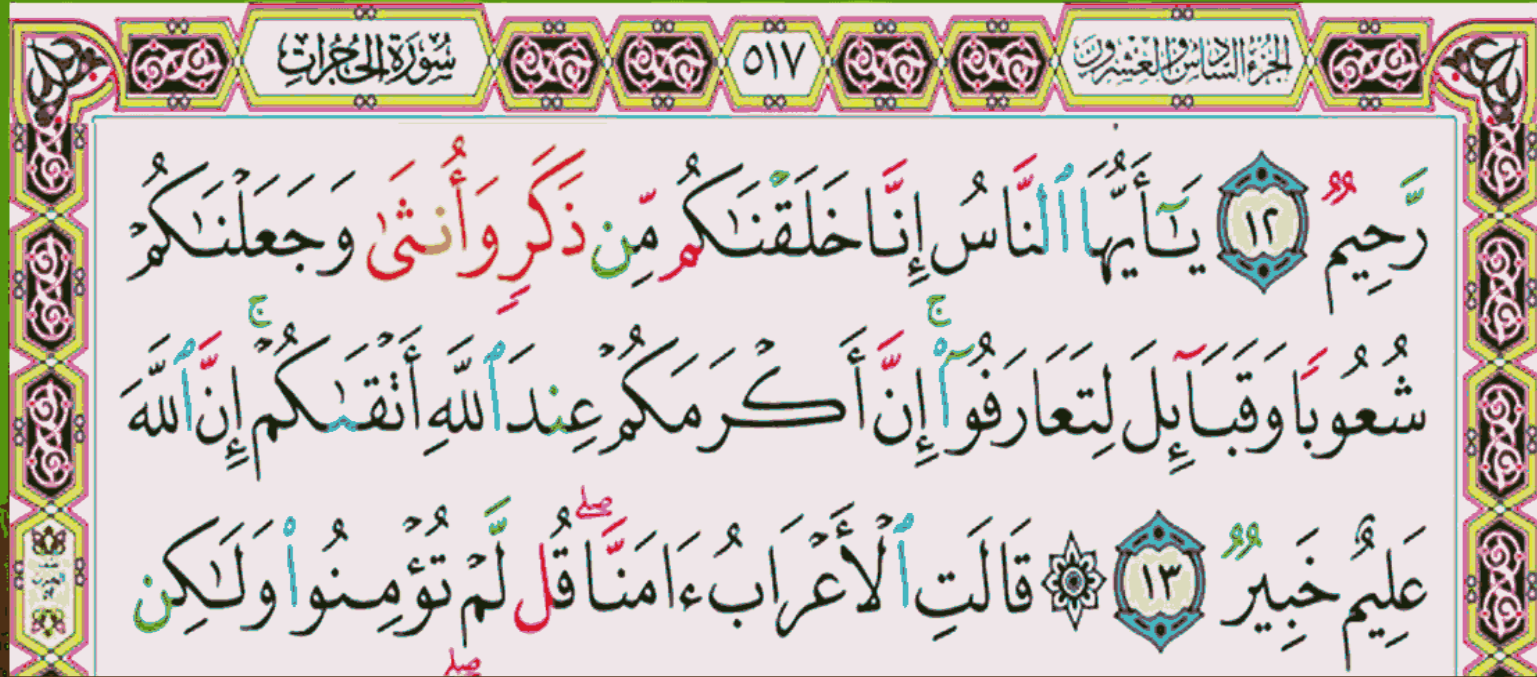 الجزء السادس والعشرون ٥١٧ سورة الحجرات
رَّحِيمٌ ١٢ يَٰٓأَيُّهَا ٱلنَّاسُ إِنَّا خَلَقْنَٰكُم مِّن ذَكَرٍ وَأُنثَىٰ وَجَعَلْنَٰكُمْ
شُعُوبًا وَقَبَآئِلَ لِتَعَارَفُوٓا۟ ۚ إِنَّ أَكْرَمَكُمْ عِندَ ٱللَّهِ أَتْقَىٰكُمْ ۚ إِنَّ ٱللَّهَ
عَلِيمٌ خَبِيرٌ ١٣ ۞ قَالَتِ ٱلْأَعْرَابُ ءَامَنَّا ۖ قُل لَّمْ تُؤْمِنُوا۟ وَلَٰكِن